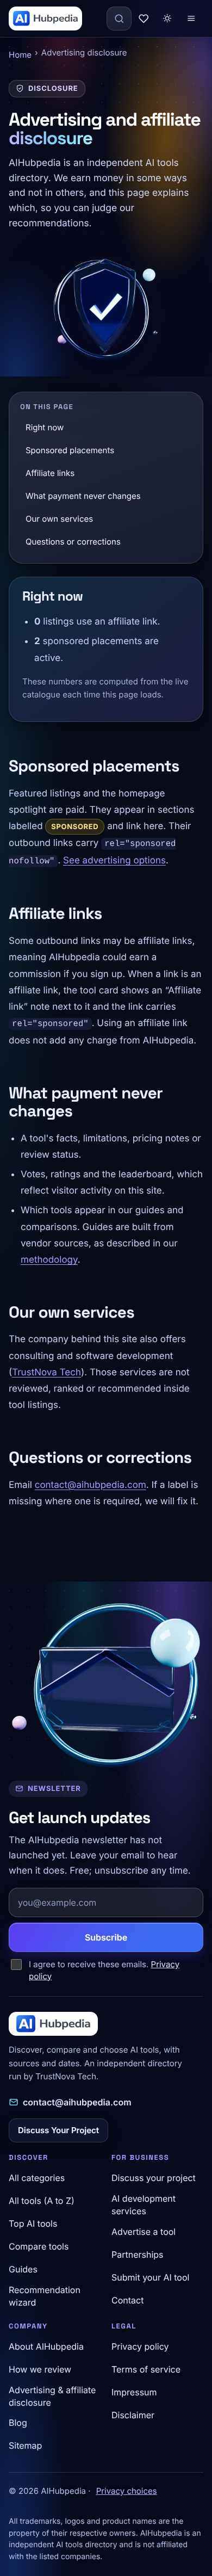 AI Hubpedia
Home › Advertising disclosure
DISCLOSURE
Advertising and affiliate
disclosure
AIHubpedia is an independent AI tools
directory. We earn money in some ways
and not in others, and this page explains
which, so you can judge our
recommendations.
ON THIS PAGE
Right now
Sponsored placements
Affiliate links
What payment never changes
Our own services
Questions or corrections
Right now
• 0 listings use an affiliate link.
• 2 sponsored placements are
active.
These numbers are computed from the live
catalogue each time this page loads.
Sponsored placements
Featured listings and the homepage
spotlight are paid. They appear in sections
labelled SPONSORED and link here. Their
outbound links carry rel="sponsored
nofollow". See advertising options.
Affiliate links
Some outbound links may be affiliate links,
meaning AIHubpedia could earn a
commission if you sign up. When a link is an
affiliate link, the tool card shows an “Affiliate
link” note next to it and the link carries
rel="sponsored". Using an affiliate link
does not add any charge from AIHubpedia.
What payment never
changes
• A tool's facts, limitations, pricing notes or
review status.
• Votes, ratings and the leaderboard, which
reflect visitor activity on this site.
• Which tools appear in our guides and
comparisons. Guides are built from
vendor sources, as described in our
methodology.
Our own services
The company behind this site also offers
consulting and software development
(TrustNova Tech). Those services are not
reviewed, ranked or recommended inside
tool listings.
Questions or corrections
Email contact@aihubpedia.com. If a label is
missing where one is required, we will fix it.
NEWSLETTER
Get launch updates
The AIHubpedia newsletter has not
launched yet. Leave your email to hear
when it does. Free; unsubscribe any time.
you@example.com
Subscribe
I agree to receive these emails. Privacy
policy
AI Hubpedia
Discover, compare and choose AI tools, with
sources and dates. An independent directory
run by TrustNova Tech.
contact@aihubpedia.com
Discuss Your Project
DISCOVER
All categories
All tools (A to Z)
Top AI tools
Compare tools
Guides
Recommendation
wizard
FOR BUSINESS
Discuss your project
AI development
services
Advertise a tool
Partnerships
Submit your AI tool
Contact
COMPANY
About AIHubpedia
How we review
Advertising & affiliate
disclosure
Blog
Sitemap
LEGAL
Privacy policy
Terms of service
Impressum
Disclaimer
© 2026 AIHubpedia · Privacy choices
All trademarks, logos and product names are the
property of their respective owners. AIHubpedia is an
independent AI tools directory and is not affiliated
with the listed companies.